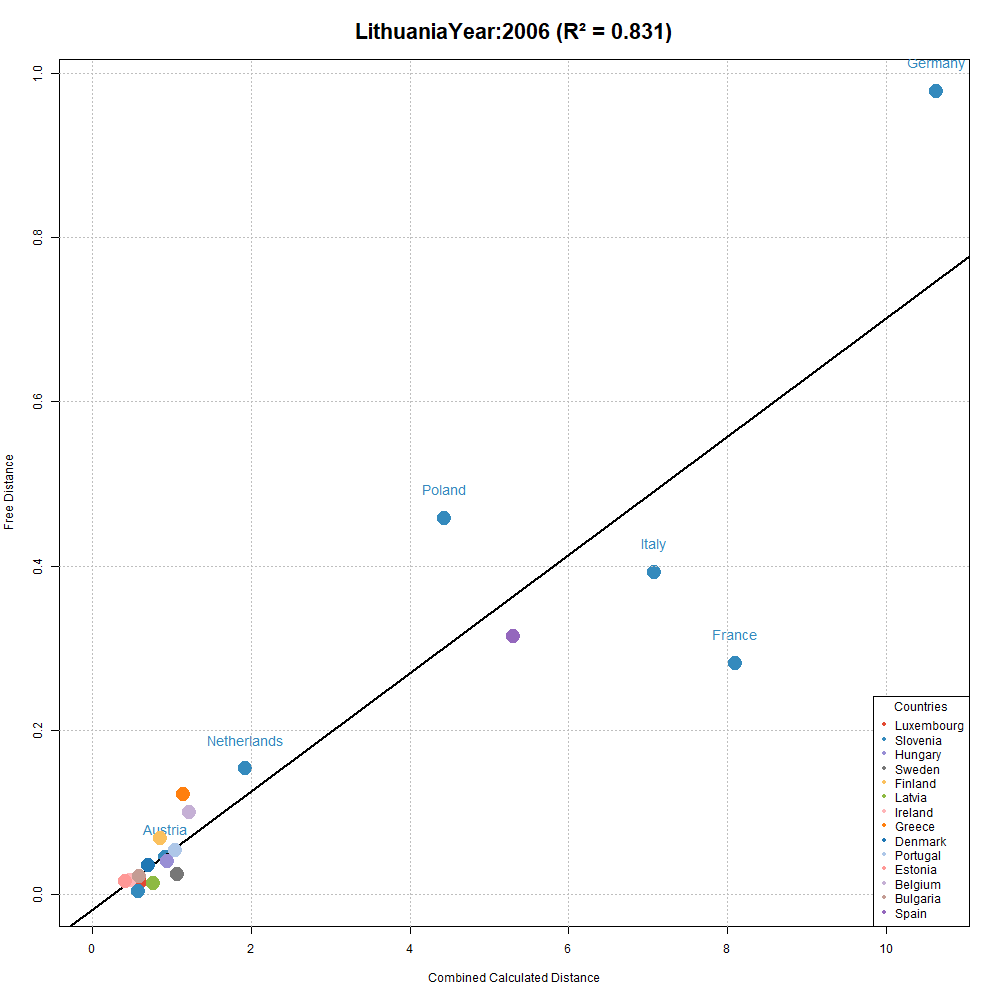 LithuaniaYear:2006 (R² = 0.831)
Germany
Poland
Italy
France
Netherlands
Austria
Free Distance
1.0
0.8
0.6
0.4
0.2
0.0
0 2 4 6 8 10
Combined Calculated Distance
Countries
Luxembourg
Slovenia
Hungary
Sweden
Finland
Latvia
Ireland
Greece
Denmark
Portugal
Estonia
Belgium
Bulgaria
Spain